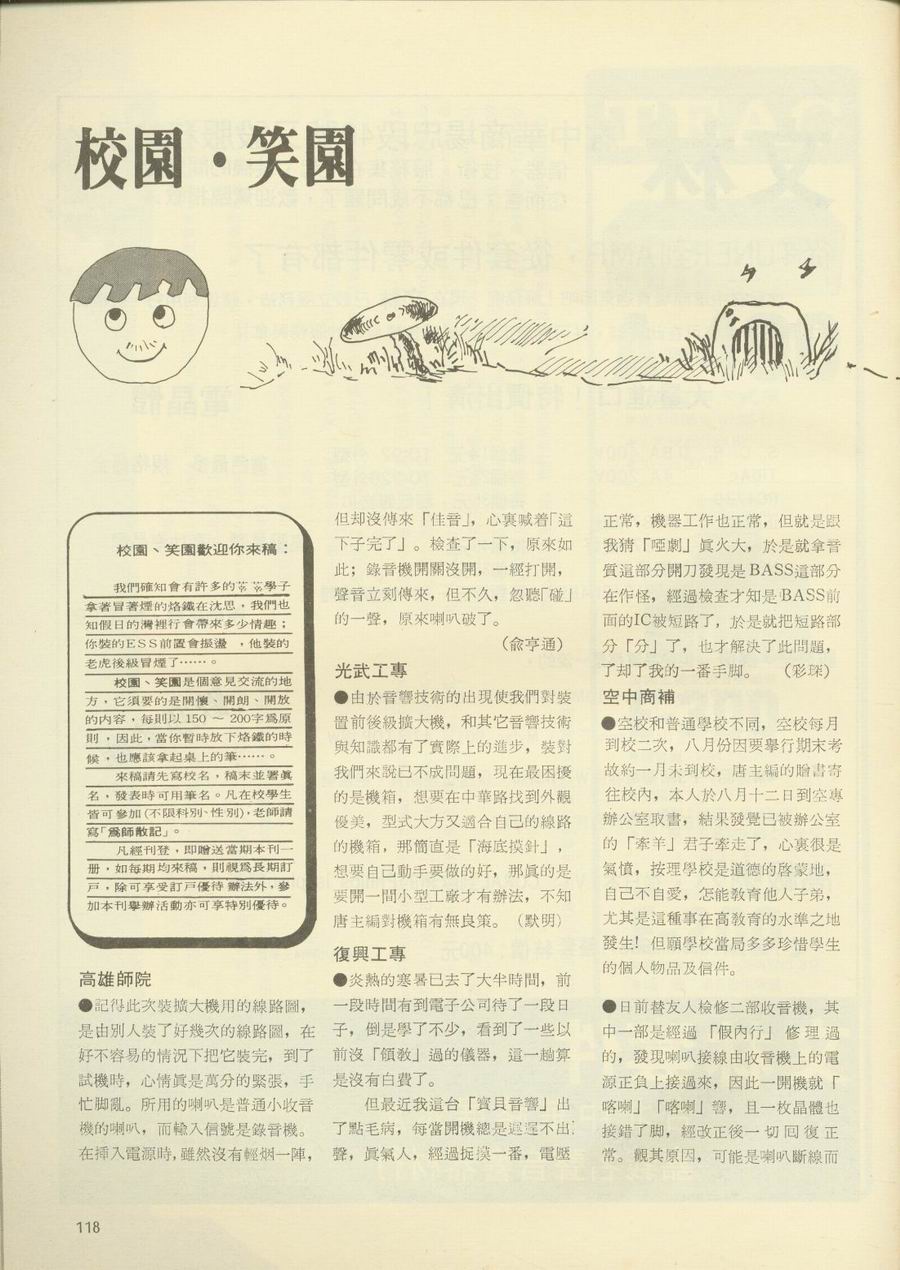 校園・笑園
校園、笑園歡迎你來稿：
我們確知會有許多的苾苾學子
拿著冒著煙的烙鐵在沈思，我們也
知假日的灣裡行會帶來多少情趣；
你裝的ESS前置會振盪，他裝的
老虎後級冒煙了……。
校園、笑園是個意見交流的地
方，它須要的是開懷、開朗、開放
的內容，每則以150～200字爲原
則，因此，當你暫時放下烙鐵的時
候，也應該拿起桌上的筆……。
來稿請先寫校名，稿末並署眞
名，發表時可用筆名。凡在校學生
皆可參加(不限科別、性別)，老師請
寫「爲師散記」。
凡經刊登，即贈送當期本刊一
册，如每期均來稿，則視爲長期訂
戸，除可享受訂戸優待辦法外，參
加本刊舉辦活動亦可享特別優待。
高雄師院
●記得此次裝擴大機用的線路圖，
是由別人裝了好幾次的線路圖，在
好不容易的情況下把它裝完，到了
試機時，心情眞是萬分的緊張，手
忙脚亂。所用的喇叭是普通小收音
機的喇叭，而輸入信號是錄音機。
在挿入電源時，雖然沒有輕烟一陣，
但却沒傳來「佳音」，心裏喊着「這
下子完了」。檢查了一下，原來如
此；錄音機開關沒開，一經打開，
聲音立刻傳來，但不久，忽聽「碰」
的一聲，原來喇叭破了。
（兪亨通）
光武工專
●由於音響技術的出現使我們對裝
置前後級擴大機，和其它音響技術
與知識都有了實際上的進步，裝對
我們來說已不成問題，現在最困擾
的是機箱，想要在中華路找到外觀
優美，型式大方又適合自己的線路
的機箱，那簡直是「海底摸針」，
想要自己動手要做的好，那眞的是
要開一間小型工廠才有辦法，不知
唐主編對機箱有無良策。（默明）
復興工專
●炎熱的寒暑已去了大半時間，前
一段時間有到電子公司待了一段日
子，倒是學了不少，看到了一些以
前沒「領敎」過的儀器，這一趟算
是沒有白費了。
但最近我這台「寶貝音響」出
了點毛病，每當開機總是遲遲不出
聲，眞氣人，經過捉摸一番，電壓
正常，機器工作也正常，但就是跟
我猜「啞劇」眞火大，於是就拿音
質這部分開刀發現是BASS這部分
在作怪，經過檢查才知是BASS前
面的IC被短路了，於是就把短路部
分「分」了，也才解決了此問題，
了却了我的一番手脚。（彩琛）
空中商補
●空校和普通學校不同，空校每月
到校二次，八月份因要舉行期末考
故約一月未到校，唐主編的贈書寄
往校內，本人於八月十二日到空專
辦公室取書，結果發覺已被辦公室
的「牽羊」君子牽走了，心裏很是
氣憤，按理學校是道德的啓蒙地，
自己不自愛，怎能敎育他人子弟，
尤其是這種事在高敎育的水準之地
發生！但願學校當局多多珍惜學生
的個人物品及信件。
●日前替友人檢修二部收音機，其
中一部是經過「假內行」修理過
的，發現喇叭接線由收音機上的電
源正負上接過來，因此一開機就「
喀喇」「喀喇」響，且一枚晶體也
接錯了脚，經改正後一切囘復正
常。觀其原因，可能是喇叭斷線而
118